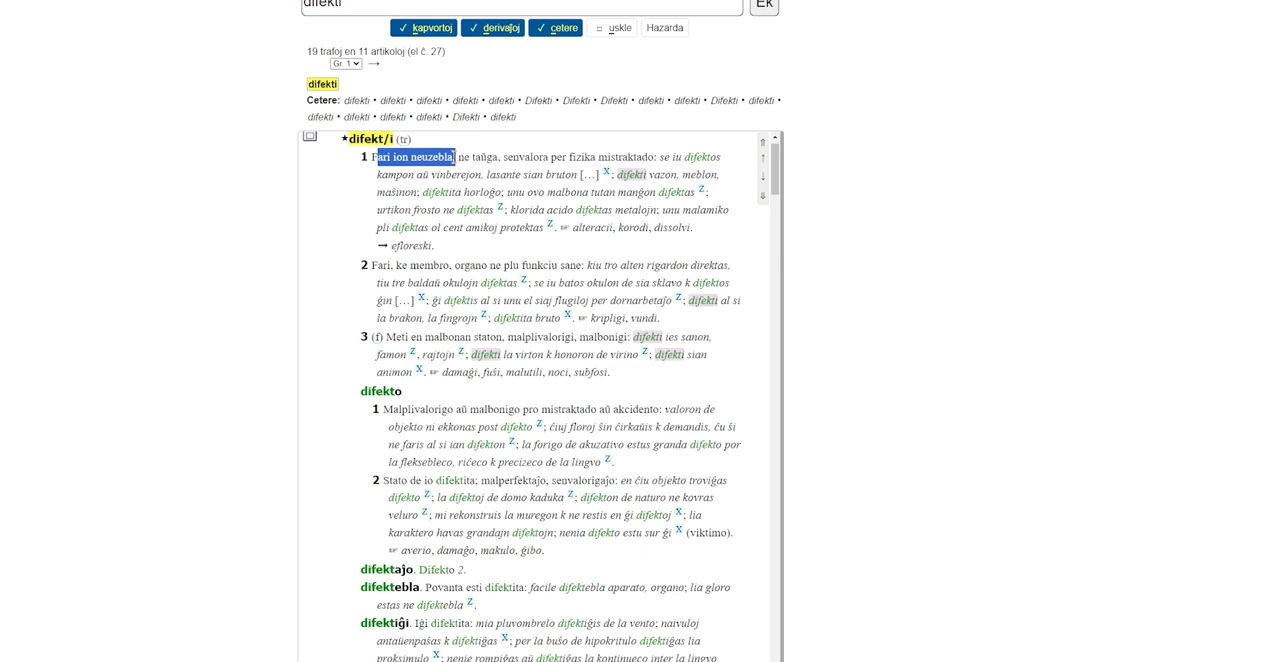 difekti
Ek
✓ kapvortoj ✓ derivaĵoj ✓ cetere □ uskle Hazarda
19 trafoj en 11 artikoloj (el ĉ. 27)
Gr. 1 →
difekti
Cetere: difekti • difekti • difekti • difekti • difekti • Difekti • Difekti • Difekti • difekti • difekti • Difekti • difekti •
difekti • difekti • difekti • difekti • Difekti • difekti
★difekt/i (tr)
1 Fari ion neuzebla, ne taŭga, senvalora per fizika mistraktado: se iu difektos
kampon aŭ vinberejon, lasante sian bruton [...] X; difekti vazon, meblon,
maŝinon; difektita horloĝo; unu ovo malbona tutan manĝon difektas Z;
urtikon frosto ne difektas Z; klorida acido difektas metalojn; unu malamiko
pli difektas ol cent amikoj protektas Z. ☞ alteracii, korodi, dissolvi.
→ efloreski.
2 Fari, ke membro, organo ne plu funkciu sane: kiu tro alten rigardon direktas,
tiu tre baldaŭ okulojn difektas Z; se iu batos okulon de sia sklavo k difektos
ĝin [...] X; ĝi difektis al si unu el siaj flugiloj per dornarbetaĵo Z; difekti al si
la brakon, la fingrojn Z; difektita bruto X. ☞ kripligi, vundi.
3 (f) Meti en malbonan staton, malplivalorigi, malbonigi: difekti ies sanon,
famon Z, rajtojn Z; difekti la virton k honoron de virino Z; difekti sian
animon X. ☞ damaĝi, fuŝi, malutili, noci, subfosi.
difekto
1 Malplivalorigo aŭ malbonigo pro mistraktado aŭ akcidento: valoron de
objekto ni ekkonas post difekto Z; ĉiuj floroj ŝin ĉirkaŭis k demandis, ĉu ŝi
ne faris al si ian difekton Z; la forigo de akuzativo estus granda difekto por
la fleksebleco, riĉeco k precizeco de la lingvo Z.
2 Stato de io difektita; malperfektaĵo, senvalorigaĵo: en ĉiu objekto troviĝas
difekto Z; la difektoj de domo kaduka Z; difekton de naturo ne kovras
veluro Z; mi rekonstruis la muregon k ne restis en ĝi difektoj X; lia
karaktero havas grandajn difektojn; nenia difekto estu sur ĝi X (viktimo).
☞ averio, damaĝo, makulo, ĝibo.
difektaĵo. Difekto 2.
difektebla. Povanta esti difektita: facile difektebla aparato, organo; lia gloro
estas ne difektebla Z.
difektiĝi. Iĝi difektita: mia pluvombrelo difektiĝis de la vento; naivuloj
antaŭenpaŝas k difektiĝas X; per la buŝo de hipokritulo difektiĝas lia
proksimulo X; nenie rompiĝas aŭ difektiĝas la kontinueco inter la lingvo